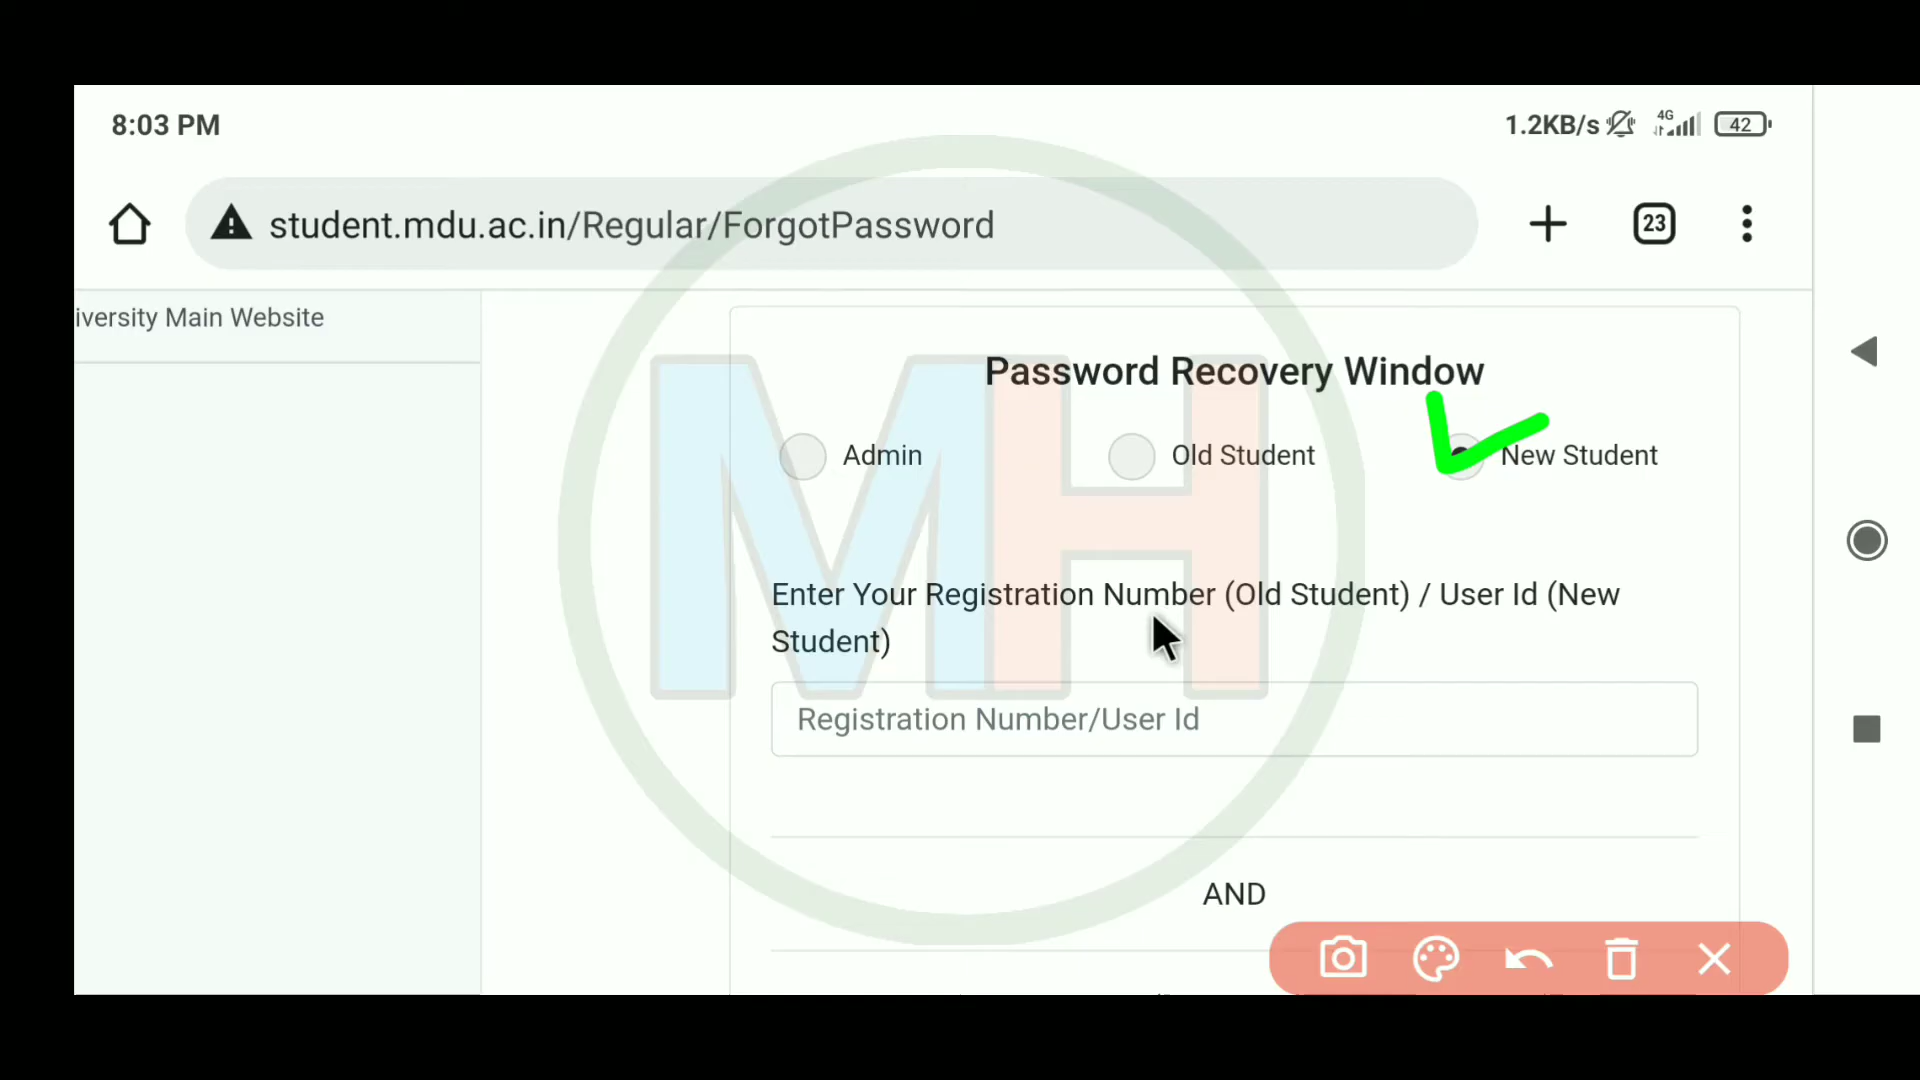 8:03 PM
1.2KB/s
4G
42
student.mdu.ac.in/Regular/ForgotPassword
23
iversity Main Website
Password Recovery Window
Admin
Old Student
New Student
MH
Enter Your Registration Number (Old Student) / User Id (New
Student)
Registration Number/User Id
AND